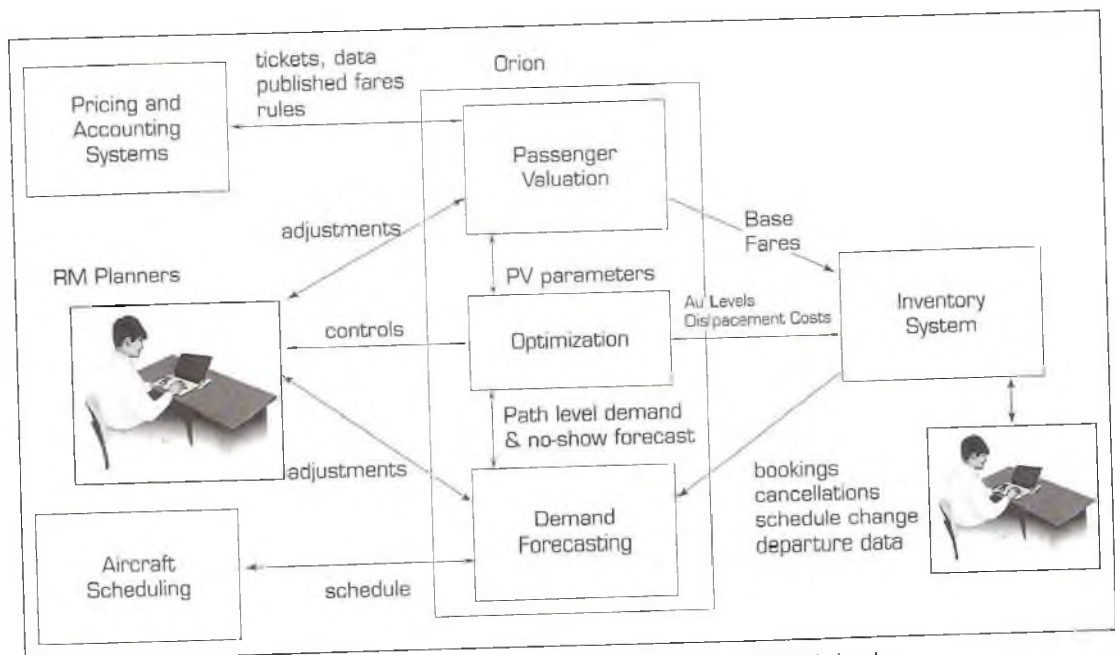 tickets, data
published fares
rules
Orion
Pricing and
Accounting
Systems
Passenger
Valuation
adjustments
Base
Fares
RM Planners
PV parameters
Au Levels
Dislpacement Costs
controls
Optimization
Inventory
System
Path level demand
& no-show forecast
adjustments
Demand
Forecasting
bookings
cancellations
schedule change
departure data
Aircraft
Scheduling
schedule